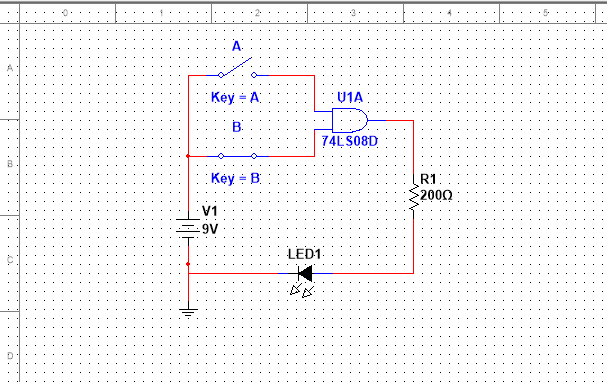 0 1 2 3 4 5
A
A
Key = A
U1A
B
74LS08D
B
Key = B
R1
200Ω
V1
9V
LED1
C
D